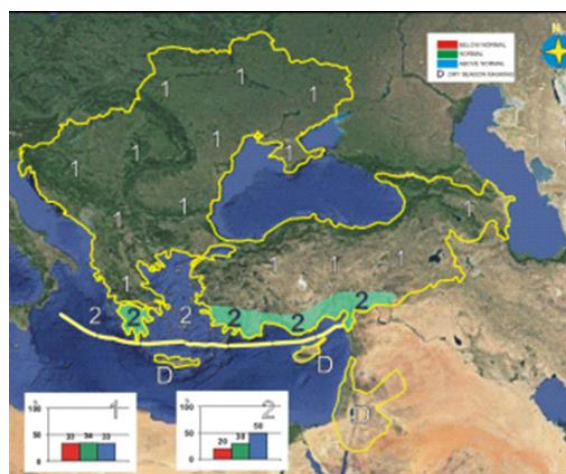 N
BELOW NORMAL
NORMAL
ABOVE NORMAL
D DRY SEASON MASKING
1 1 1
1
1 1
1
1 1 1
1 1 1
1
2
2 2 2 2 2
D D
D
100 1
50
33 34 33
0
100 2
50
20 30 50
0